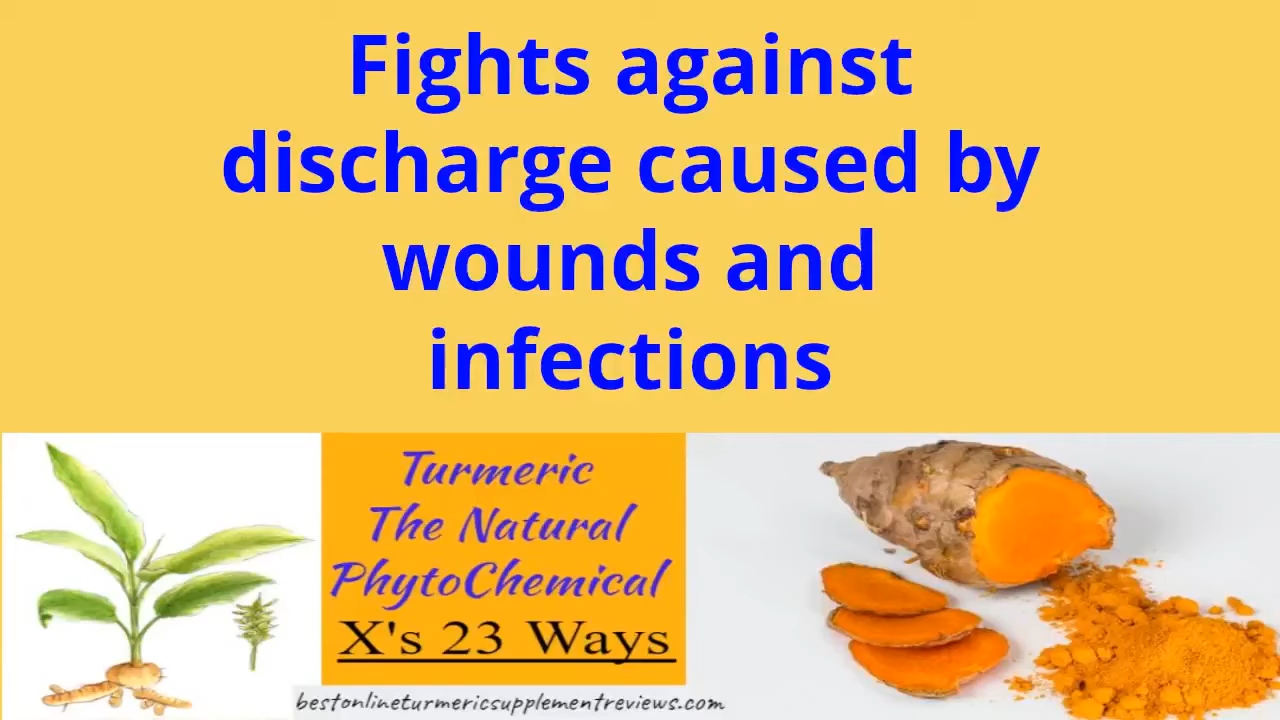 Fights against
discharge caused by
wounds and
infections
Turmeric
The Natural
PhytoChemical
X's 23 Ways
bestonlineturmericsupplementreviews.com